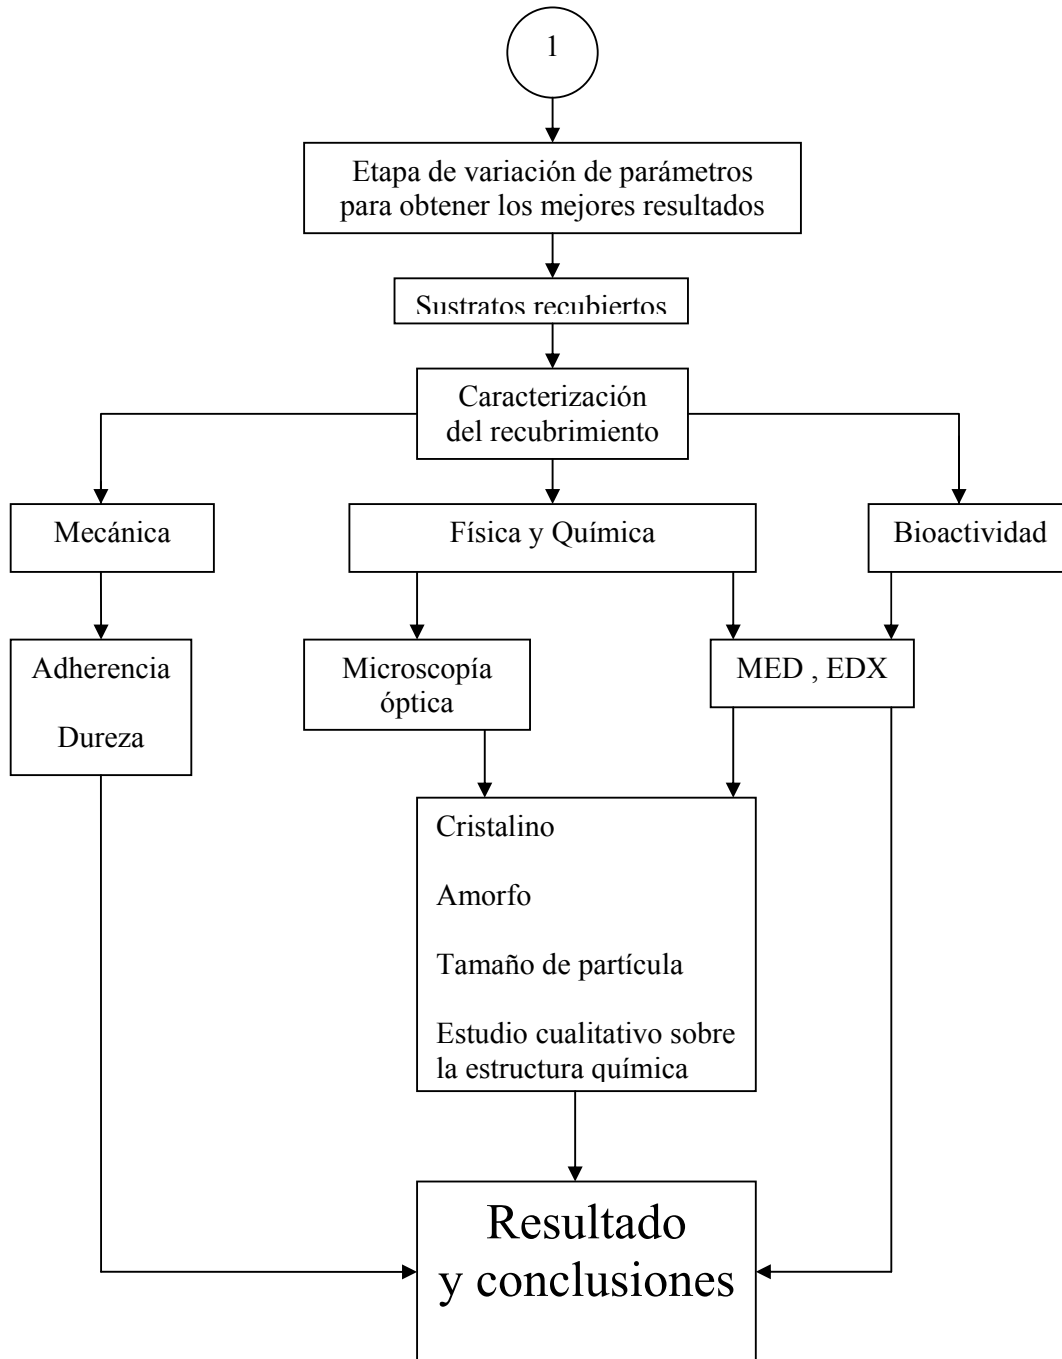 1
Etapa de variación de parámetros
para obtener los mejores resultados
Sustratos recubiertos
Caracterización
del recubrimiento
Mecánica
Física y Química
Bioactividad
Adherencia
Dureza
Microscopía
óptica
MED , EDX
Cristalino
Amorfo
Tamaño de partícula
Estudio cualitativo sobre
la estructura química
Resultado
y conclusiones